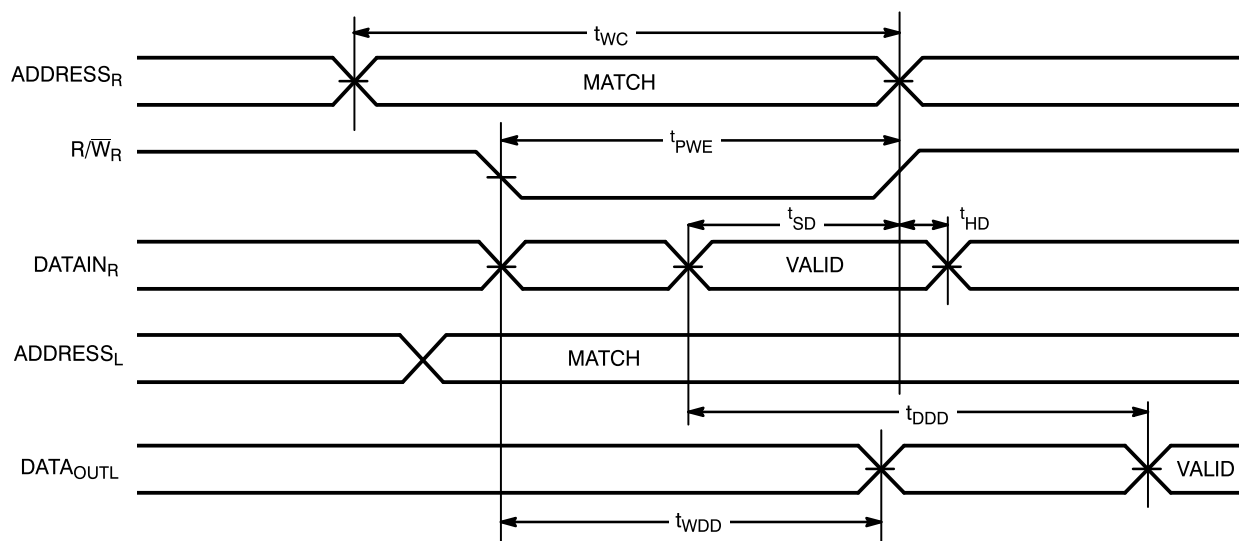 tWC
ADDRESSR
MATCH
tPWE
R/W̅R
tSD
tHD
DATAINR
VALID
ADDRESSL
MATCH
tDDD
DATAOUTL
VALID
tWDD